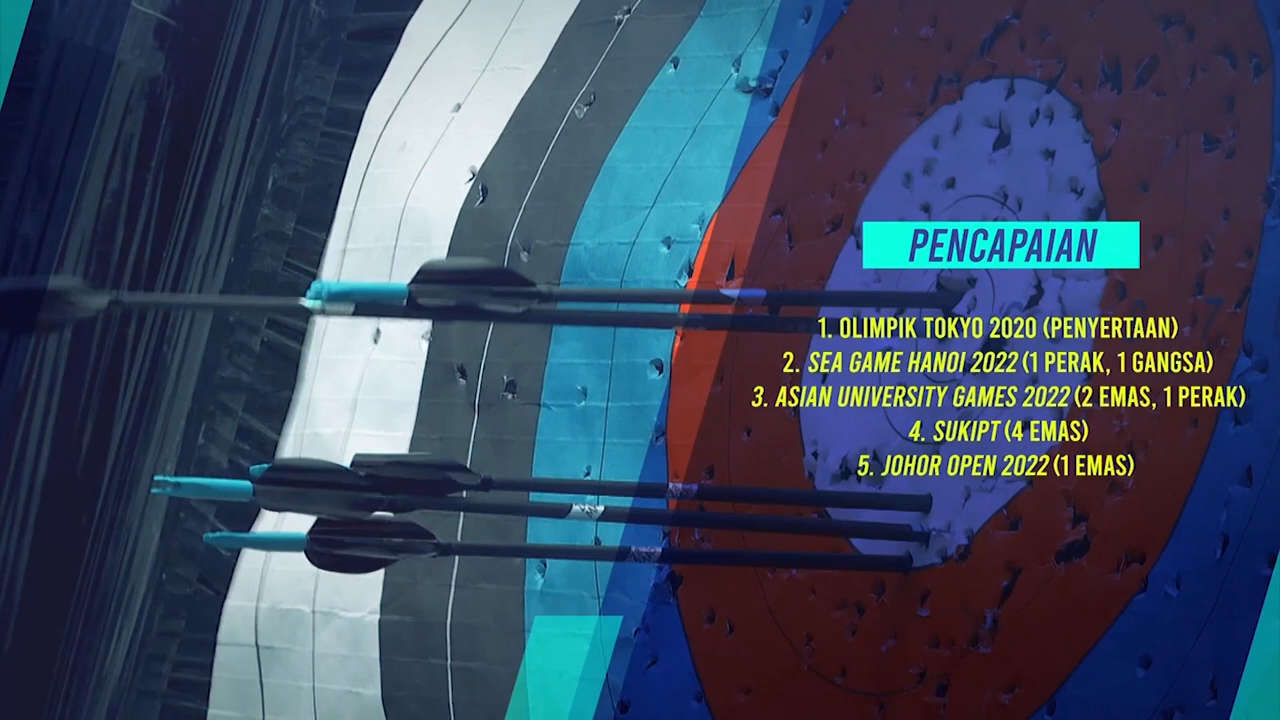 PENCAPAIAN
1. OLIMPIK TOKYO 2020 (PENYERTAAN)
2. SEA GAME HANOI 2022 (1 PERAK, 1 GANGSA)
3. ASIAN UNIVERSITY GAMES 2022 (2 EMAS, 1 PERAK)
4. SUKIPT (4 EMAS)
5. JOHOR OPEN 2022 (1 EMAS)